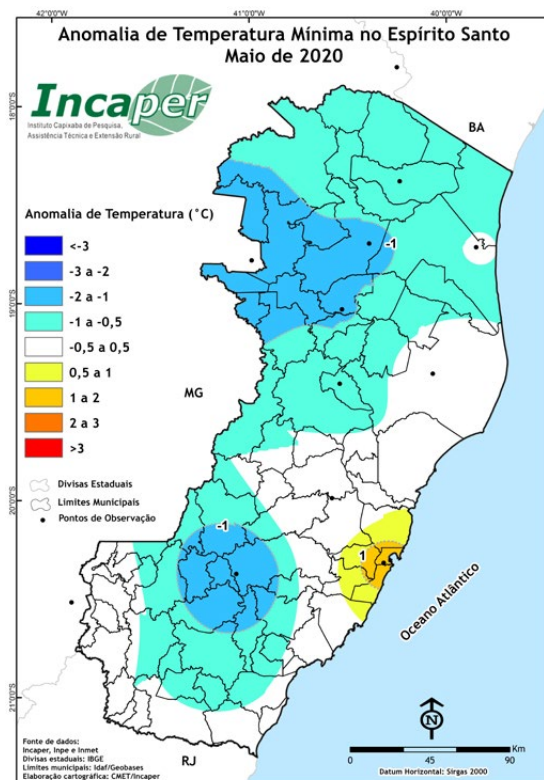 42°0'0"O
41°0'0"O
40°0'0"O
Anomalia de Temperatura Mínima no Espírito Santo
Maio de 2020
Incaper
Instituto Capixaba de Pesquisa,
Assistência Técnica e Extensão Rural
18°0'0"S
BA
Anomalia de Temperatura (°C)
<-3
-3 a -2
-2 a -1
-1 a -0,5
-0,5 a 0,5
0,5 a 1
1 a 2
2 a 3
>3
-1
19°0'0"S
MG
Divisas Estaduais
Limites Municipais
Pontos de Observação
20°0'0"S
-1
1
Oceano Atlântico
21°0'0"S
N
Fonte de dados:
Incaper, Inpe e Inmet
Divisas estaduais: IBGE
Limites municipais: Idaf/Geobases
Elaboração cartográfica: CMET/Incaper
RJ
0 45 90
Km
Datum Horizontal: Sirgas 2000